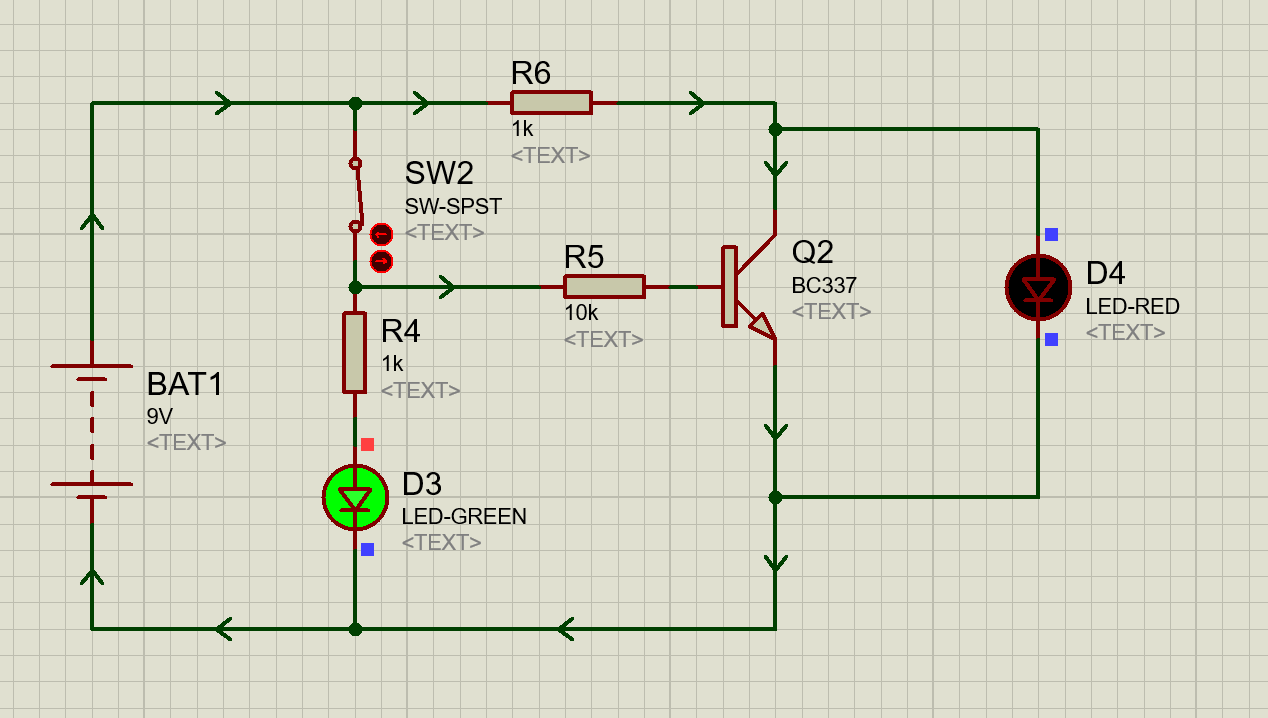 R6
1k
<TEXT>
SW2
SW-SPST
<TEXT>
R5
10k
<TEXT>
Q2
BC337
<TEXT>
D4
LED-RED
<TEXT>
R4
1k
<TEXT>
BAT1
9V
<TEXT>
D3
LED-GREEN
<TEXT>